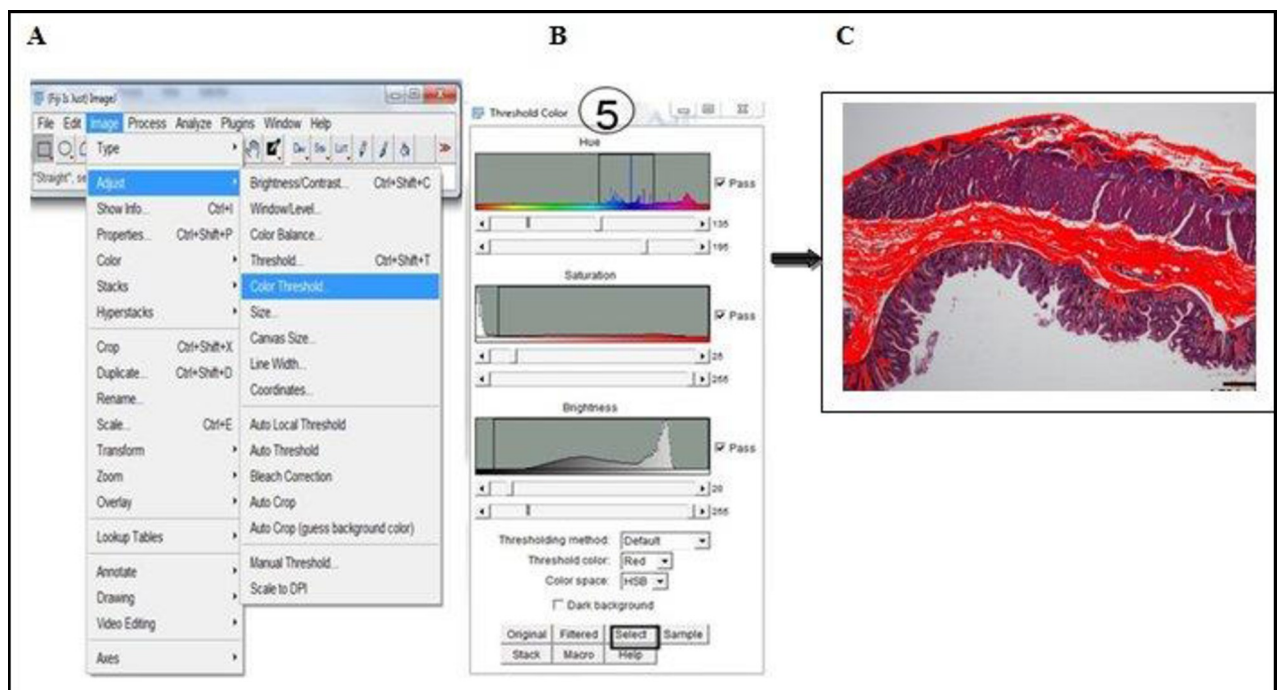 A
B
C
(Fiji Is Just) ImageJ
File Edit Image Process Analyze Plugins Window Help
"Straight", se
Type
Adjust
Show Info... Ctrl+I
Properties... Ctrl+Shift+P
Color
Stacks
Hyperstacks
Crop Ctrl+Shift+X
Duplicate... Ctrl+Shift+D
Rename...
Scale... Ctrl+E
Transform
Zoom
Overlay
Lookup Tables
Annotate
Drawing
Video Editing
Axes
Dev Stk LUT
Brightness/Contrast... Ctrl+Shift+C
Window/Level...
Color Balance...
Threshold... Ctrl+Shift+T
Color Threshold...
Size...
Canvas Size...
Line Width...
Coordinates...
Auto Local Threshold
Auto Threshold
Bleach Correction
Auto Crop
Auto Crop (guess background color)
Manual Threshold...
Scale to DPI
Threshold Color
5
Hue
Pass
135
195
Saturation
Pass
25
255
Brightness
Pass
20
255
Thresholding method: Default
Threshold color: Red
Color space: HSB
Dark background
Original Filtered Select Sample
Stack Macro Help